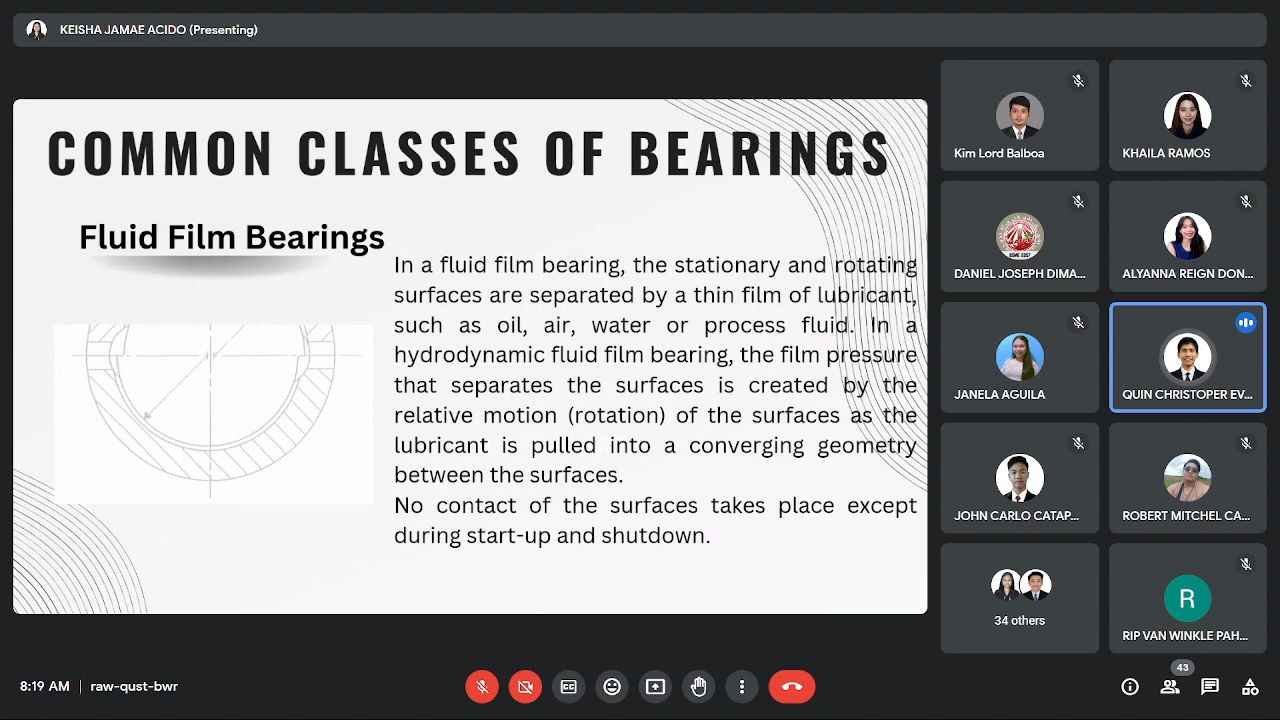 KEISHA JAMAE ACIDO (Presenting)
COMMON CLASSES OF BEARINGS
Fluid Film Bearings
In a fluid film bearing, the stationary and rotating
surfaces are separated by a thin film of lubricant,
such as oil, air, water or process fluid. In a
hydrodynamic fluid film bearing, the film pressure
that separates the surfaces is created by the
relative motion (rotation) of the surfaces as the
lubricant is pulled into a converging geometry
between the surfaces.
No contact of the surfaces takes place except
during start-up and shutdown.
Kim Lord Balboa
KHAILA RAMOS
DANIEL JOSEPH DIMA...
ALYANNA REIGN DON...
JANELA AGUILA
QUIN CHRISTOPER EV...
JOHN CARLO CATAP...
ROBERT MITCHEL CA...
34 others
R
RIP VAN WINKLE PAH...
8:19 AM | raw-qust-bwr
43